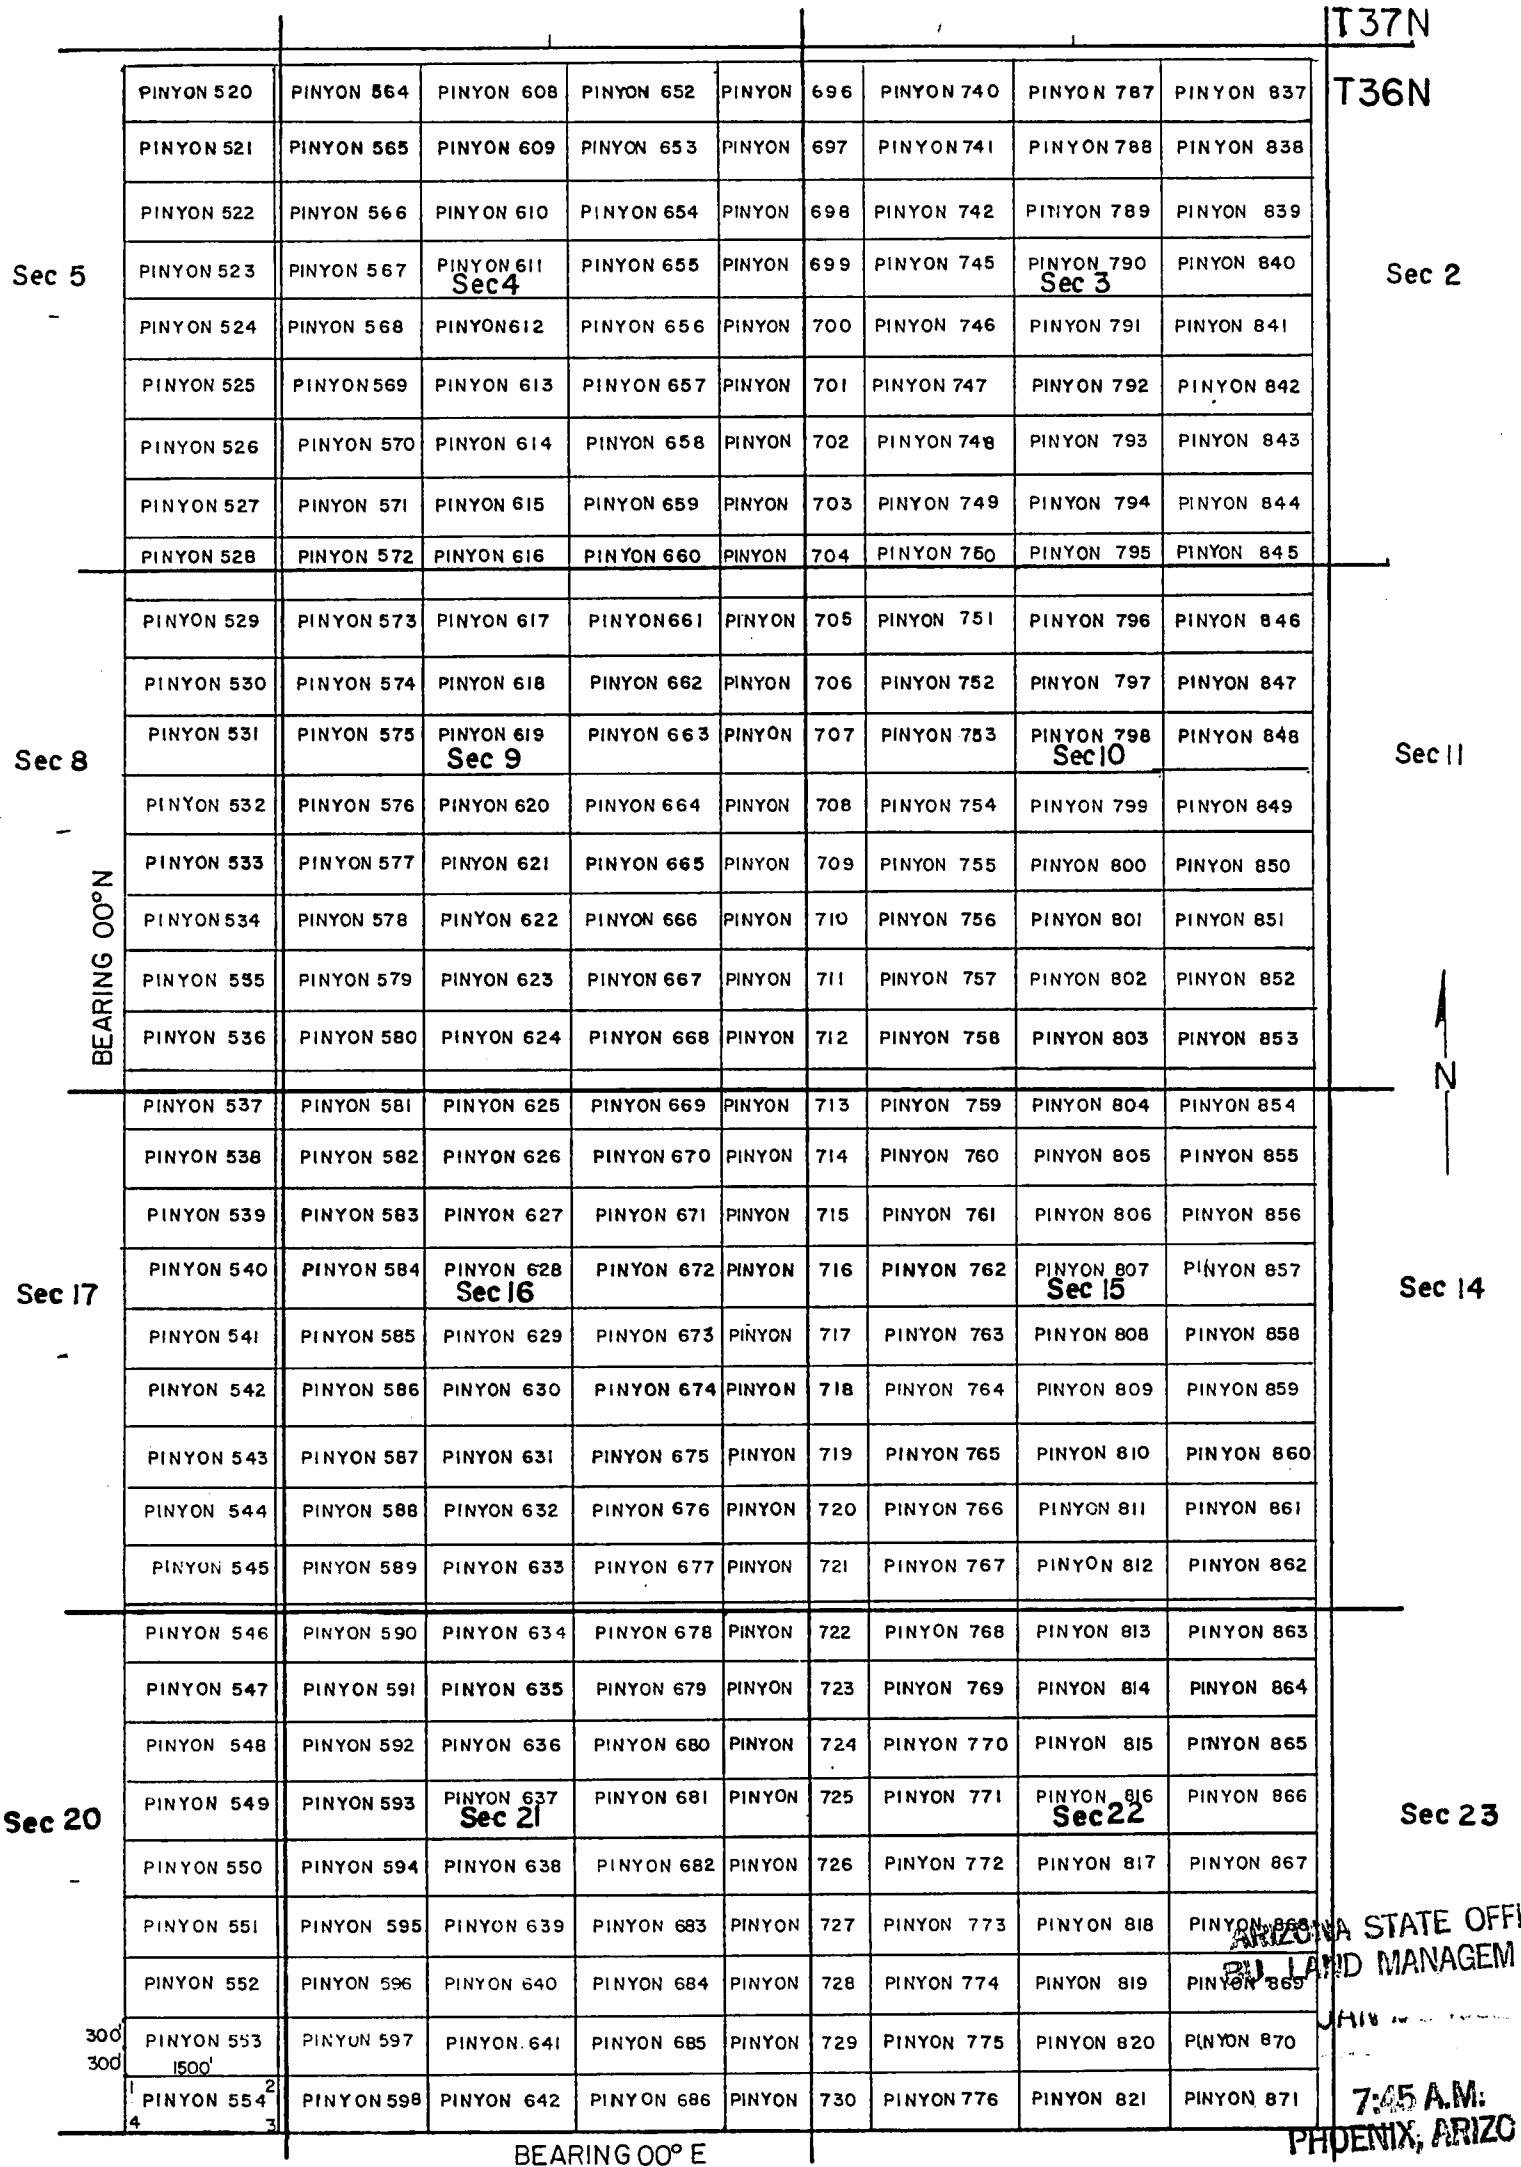 T37N
PINYON 520 PINYON 564 PINYON 608 PINYON 652 PINYON 696 PINYON 740 PINYON 787 PINYON 837 T36N
PINYON 521 PINYON 565 PINYON 609 PINYON 653 PINYON 697 PINYON 741 PINYON 788 PINYON 838
PINYON 522 PINYON 566 PINYON 610 PINYON 654 PINYON 698 PINYON 742 PINYON 789 PINYON 839
PINYON 523 PINYON 567 PINYON 611 PINYON 655 PINYON 699 PINYON 745 PINYON 790 PINYON 840
Sec 5 Sec 4 Sec 3 Sec 2
PINYON 524 PINYON 568 PINYON 612 PINYON 656 PINYON 700 PINYON 746 PINYON 791 PINYON 841
PINYON 525 PINYON 569 PINYON 613 PINYON 657 PINYON 701 PINYON 747 PINYON 792 PINYON 842
PINYON 526 PINYON 570 PINYON 614 PINYON 658 PINYON 702 PINYON 748 PINYON 793 PINYON 843
PINYON 527 PINYON 571 PINYON 615 PINYON 659 PINYON 703 PINYON 749 PINYON 794 PINYON 844
PINYON 528 PINYON 572 PINYON 616 PINYON 660 PINYON 704 PINYON 750 PINYON 795 PINYON 845
PINYON 529 PINYON 573 PINYON 617 PINYON 661 PINYON 705 PINYON 751 PINYON 796 PINYON 846
PINYON 530 PINYON 574 PINYON 618 PINYON 662 PINYON 706 PINYON 752 PINYON 797 PINYON 847
PINYON 531 PINYON 575 PINYON 619 PINYON 663 PINYON 707 PINYON 753 PINYON 798 PINYON 848
Sec 8 Sec 9 Sec 10 Sec 11
PINYON 532 PINYON 576 PINYON 620 PINYON 664 PINYON 708 PINYON 754 PINYON 799 PINYON 849
PINYON 533 PINYON 577 PINYON 621 PINYON 665 PINYON 709 PINYON 755 PINYON 800 PINYON 850
PINYON 534 PINYON 578 PINYON 622 PINYON 666 PINYON 710 PINYON 756 PINYON 801 PINYON 851
BEARING 00° N
PINYON 535 PINYON 579 PINYON 623 PINYON 667 PINYON 711 PINYON 757 PINYON 802 PINYON 852
PINYON 536 PINYON 580 PINYON 624 PINYON 668 PINYON 712 PINYON 758 PINYON 803 PINYON 853
N
PINYON 537 PINYON 581 PINYON 625 PINYON 669 PINYON 713 PINYON 759 PINYON 804 PINYON 854
PINYON 538 PINYON 582 PINYON 626 PINYON 670 PINYON 714 PINYON 760 PINYON 805 PINYON 855
PINYON 539 PINYON 583 PINYON 627 PINYON 671 PINYON 715 PINYON 761 PINYON 806 PINYON 856
PINYON 540 PINYON 584 PINYON 628 PINYON 672 PINYON 716 PINYON 762 PINYON 807 PINYON 857
Sec 17 Sec 16 Sec 15 Sec 14
PINYON 541 PINYON 585 PINYON 629 PINYON 673 PINYON 717 PINYON 763 PINYON 808 PINYON 858
PINYON 542 PINYON 586 PINYON 630 PINYON 674 PINYON 718 PINYON 764 PINYON 809 PINYON 859
PINYON 543 PINYON 587 PINYON 631 PINYON 675 PINYON 719 PINYON 765 PINYON 810 PINYON 860
PINYON 544 PINYON 588 PINYON 632 PINYON 676 PINYON 720 PINYON 766 PINYON 811 PINYON 861
PINYON 545 PINYON 589 PINYON 633 PINYON 677 PINYON 721 PINYON 767 PINYON 812 PINYON 862
PINYON 546 PINYON 590 PINYON 634 PINYON 678 PINYON 722 PINYON 768 PINYON 813 PINYON 863
PINYON 547 PINYON 591 PINYON 635 PINYON 679 PINYON 723 PINYON 769 PINYON 814 PINYON 864
PINYON 548 PINYON 592 PINYON 636 PINYON 680 PINYON 724 PINYON 770 PINYON 815 PINYON 865
PINYON 549 PINYON 593 PINYON 637 PINYON 681 PINYON 725 PINYON 771 PINYON 816 PINYON 866
Sec 20 Sec 21 Sec 22 Sec 23
PINYON 550 PINYON 594 PINYON 638 PINYON 682 PINYON 726 PINYON 772 PINYON 817 PINYON 867
PINYON 551 PINYON 595 PINYON 639 PINYON 683 PINYON 727 PINYON 773 PINYON 818 PINYON 868
ARIZONA STATE OFFI
PINYON 552 PINYON 596 PINYON 640 PINYON 684 PINYON 728 PINYON 774 PINYON 819 PINYON 869
BU LAND MANAGEM
300' PINYON 553 PINYON 597 PINYON 641 PINYON 685 PINYON 729 PINYON 775 PINYON 820 PINYON 870
JAN
300' 1500'
1 2
PINYON 554 PINYON 598 PINYON 642 PINYON 686 PINYON 730 PINYON 776 PINYON 821 PINYON 871
4 3
7:45 A.M.
PHOENIX, ARIZO
BEARING 00° E